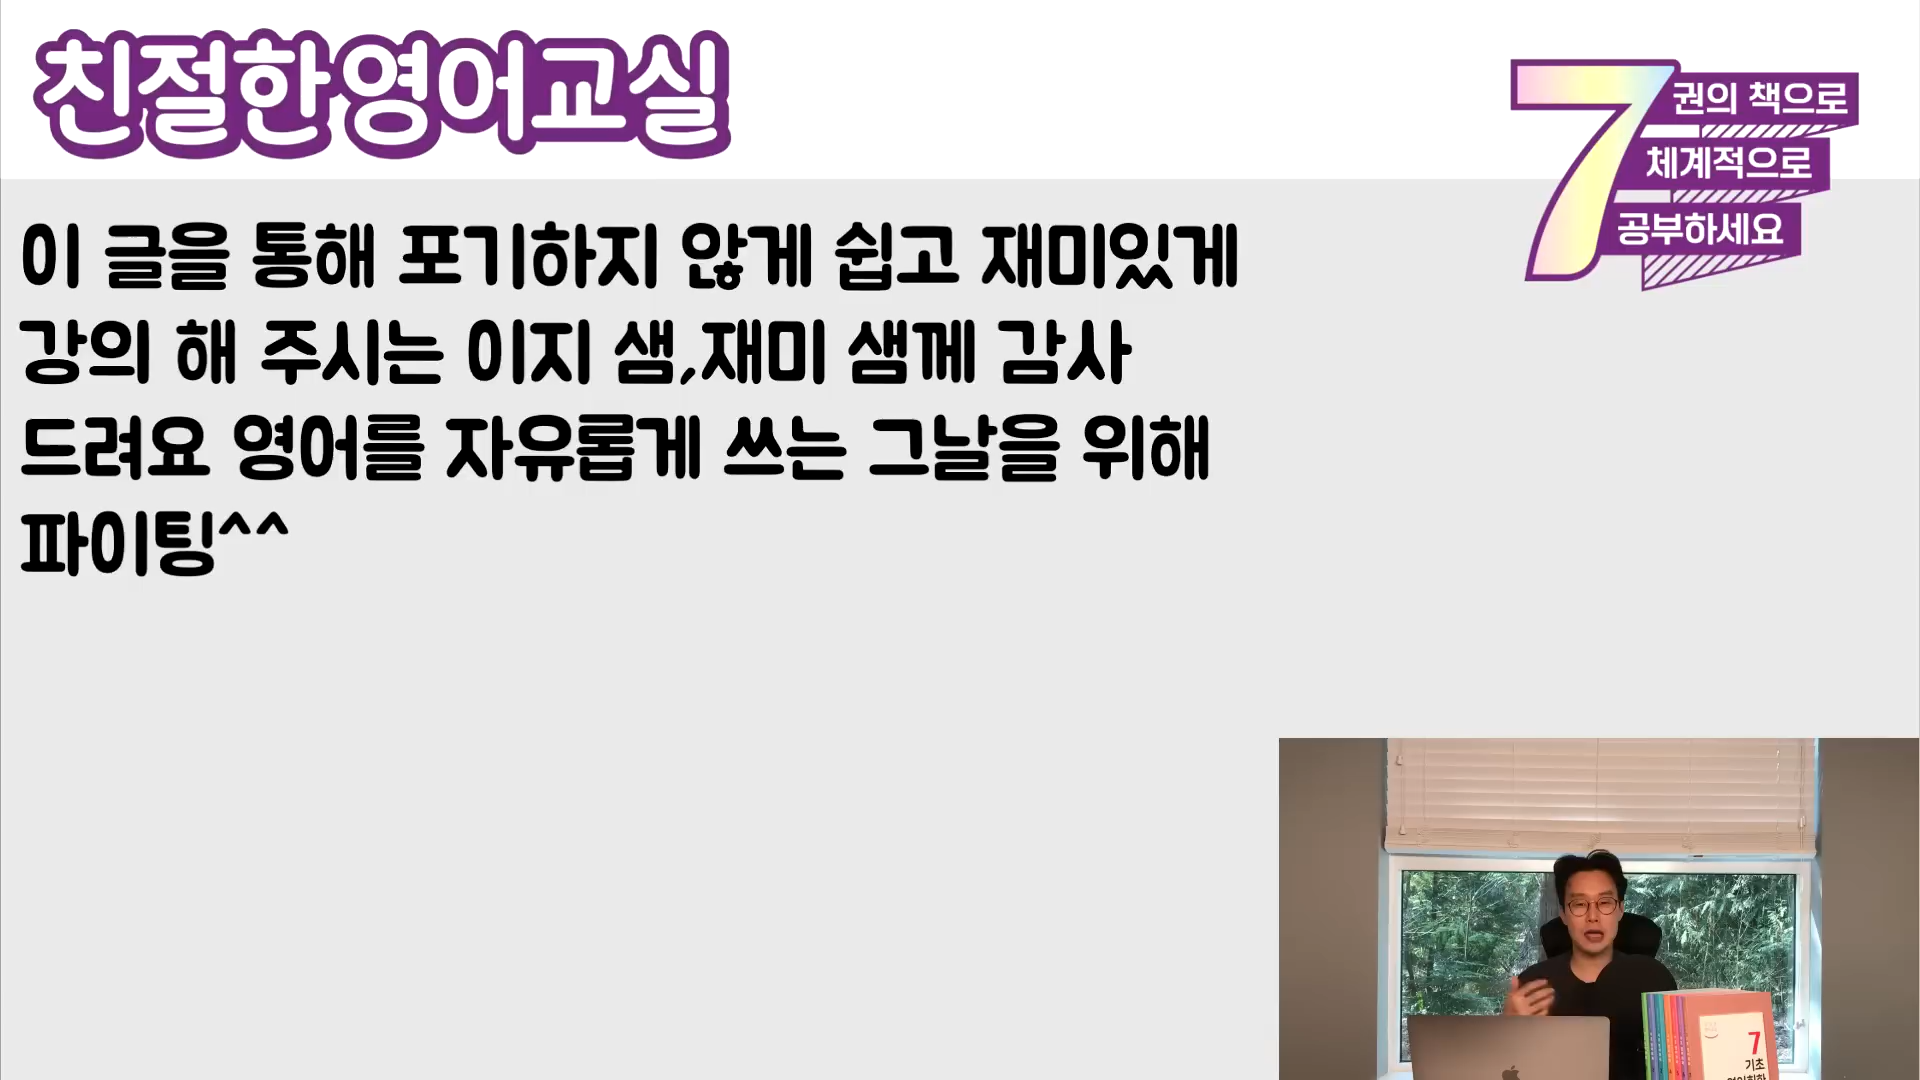 친절한영어교실
7
권의 책으로
체계적으로
공부하세요
이 글을 통해 포기하지 않게 쉽고 재미있게
강의 해 주시는 이지 샘,재미 샘께 감사
드려요 영어를 자유롭게 쓰는 그날을 위해
파이팅^^
7
기초